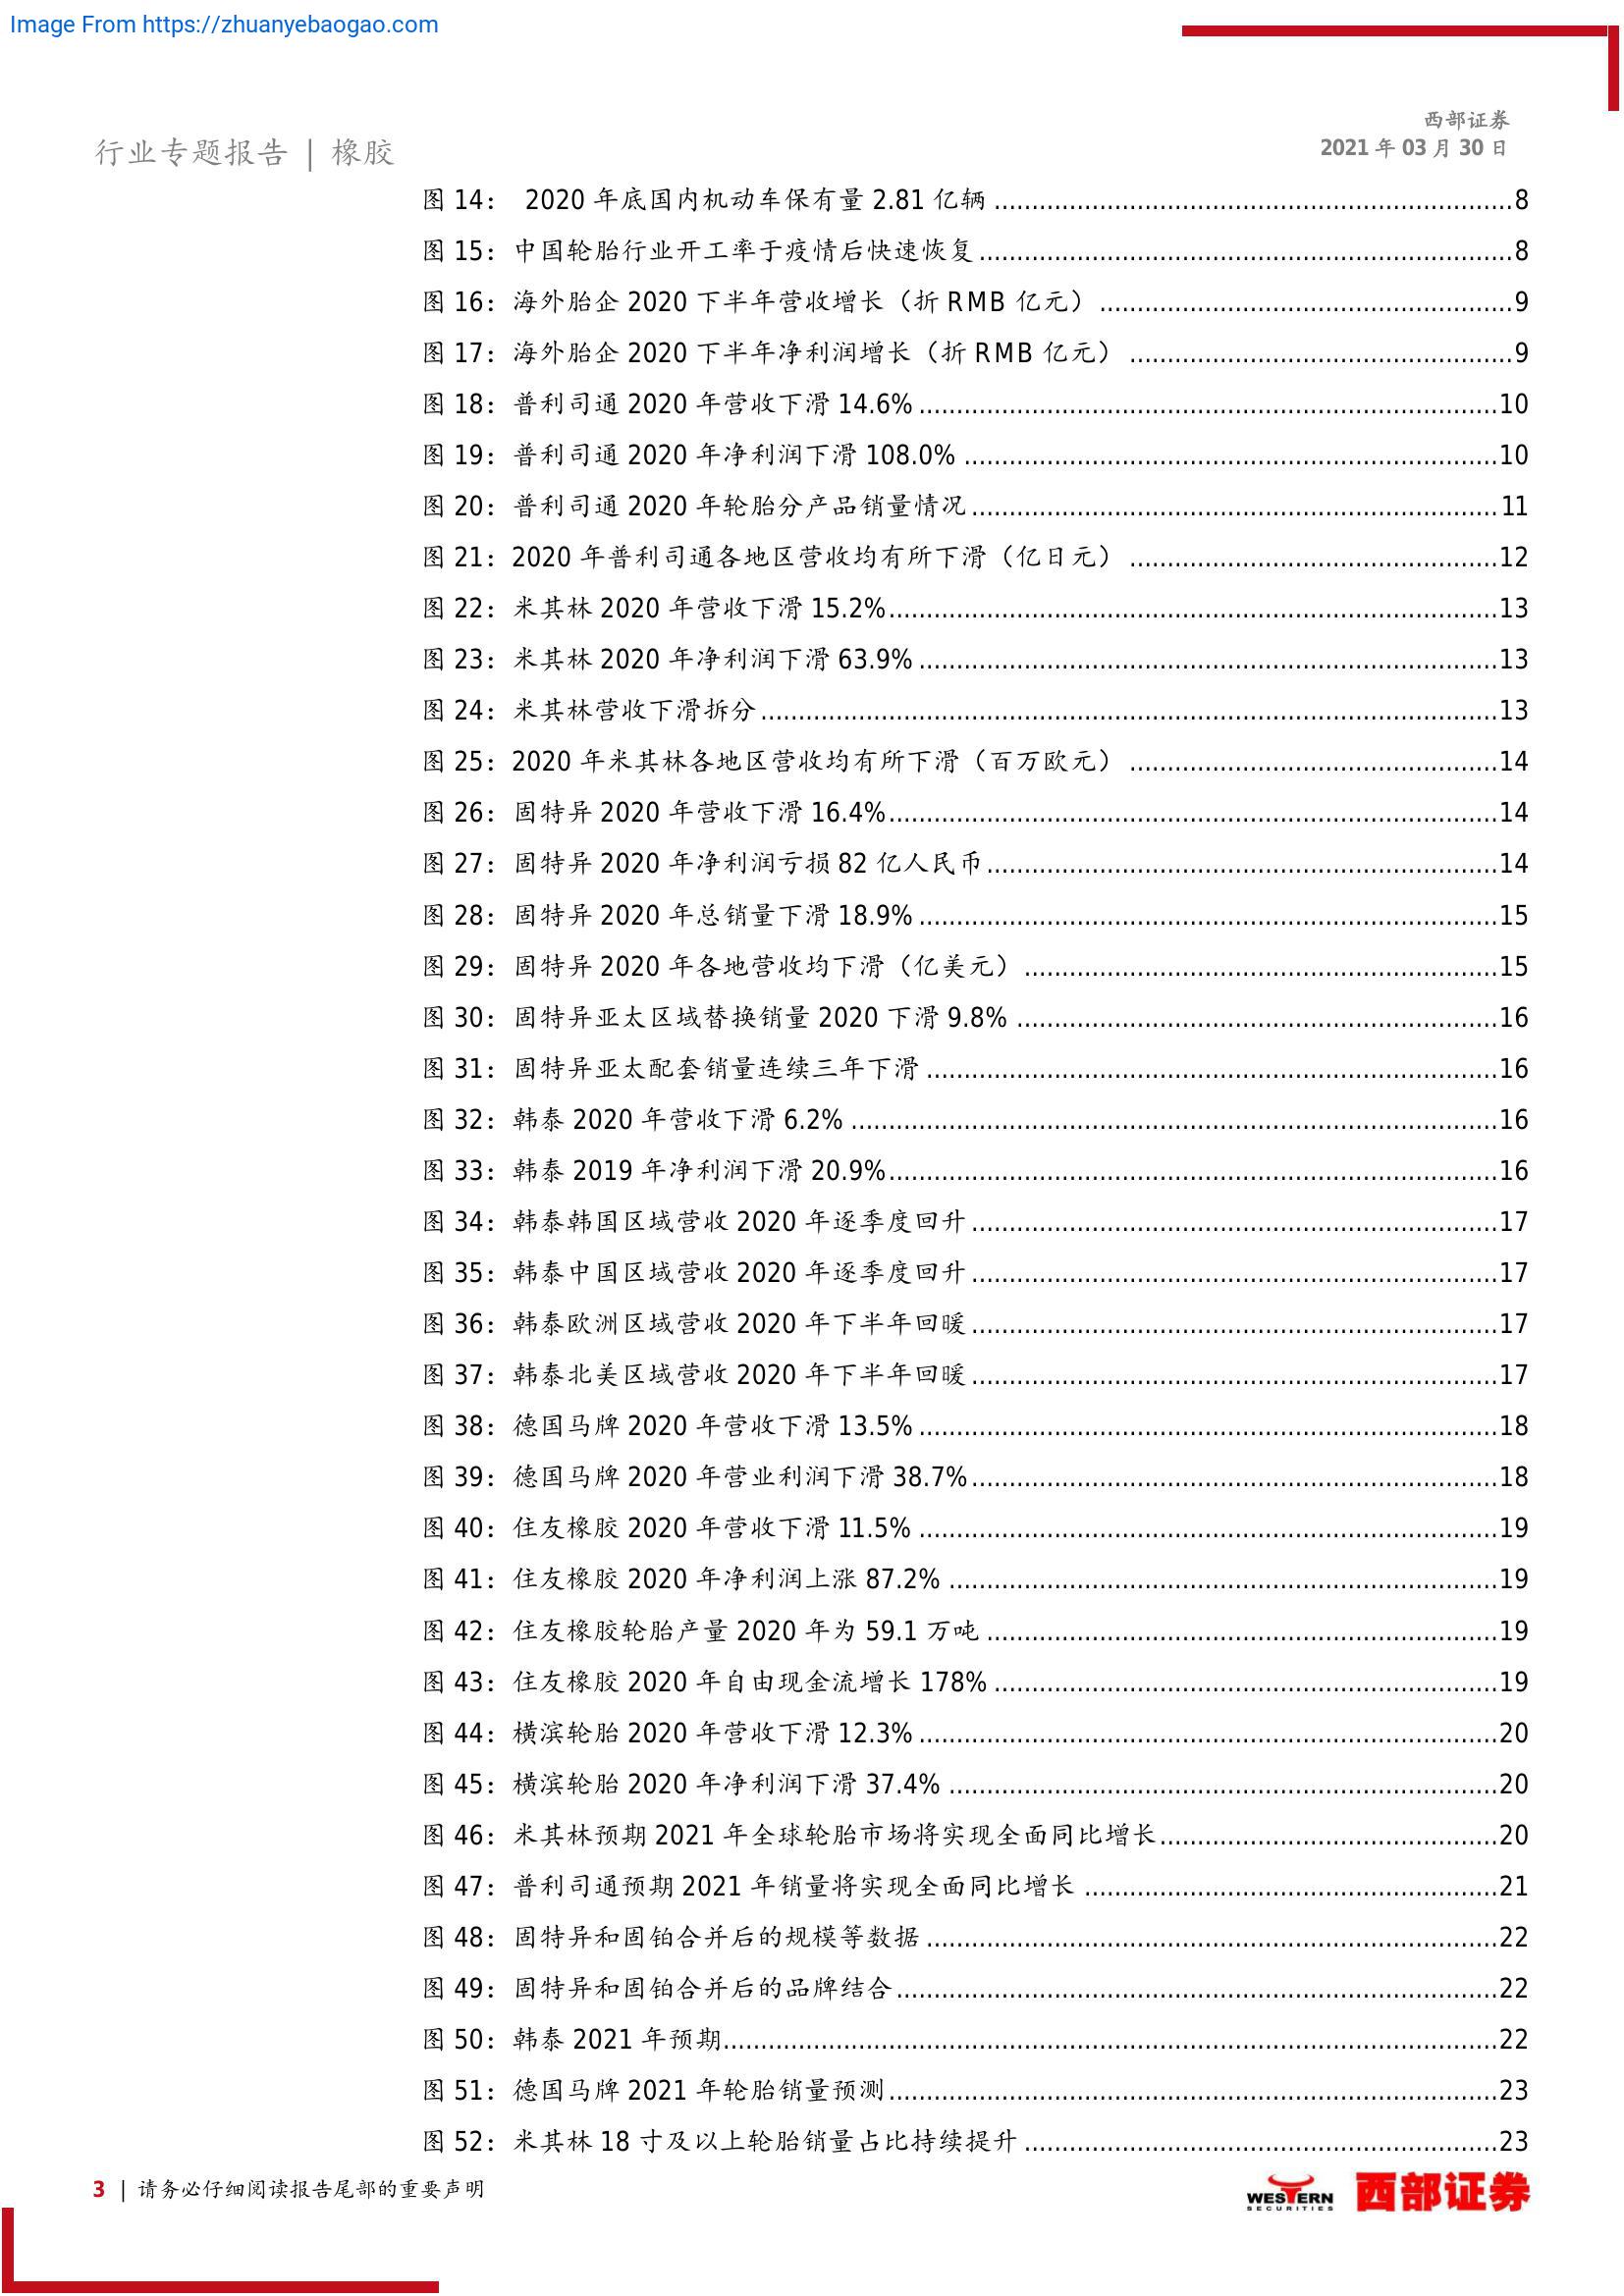 Image From https://zhuanyebaogao.com
西部证券
行业专题报告 | 橡胶
2021 年 03 月 30 日
图 14： 2020 年底国内机动车保有量 2.81 亿辆 ........ 8
图 15：中国轮胎行业开工率于疫情后快速恢复 ........ 8
图 16：海外胎企 2020 下半年营收增长（折 RMB 亿元） ........ 9
图 17：海外胎企 2020 下半年净利润增长（折 RMB 亿元） ........ 9
图 18：普利司通 2020 年营收下滑 14.6% ........ 10
图 19：普利司通 2020 年净利润下滑 108.0% ........ 10
图 20：普利司通 2020 年轮胎分产品销量情况 ........ 11
图 21：2020 年普利司通各地区营收均有所下滑（亿日元） ........ 12
图 22：米其林 2020 年营收下滑 15.2% ........ 13
图 23：米其林 2020 年净利润下滑 63.9% ........ 13
图 24：米其林营收下滑拆分 ........ 13
图 25：2020 年米其林各地区营收均有所下滑（百万欧元） ........ 14
图 26：固特异 2020 年营收下滑 16.4% ........ 14
图 27：固特异 2020 年净利润亏损 82 亿人民币 ........ 14
图 28：固特异 2020 年总销量下滑 18.9% ........ 15
图 29：固特异 2020 年各地营收均下滑（亿美元） ........ 15
图 30：固特异亚太区域替换销量 2020 下滑 9.8% ........ 16
图 31：固特异亚太配套销量连续三年下滑 ........ 16
图 32：韩泰 2020 年营收下滑 6.2% ........ 16
图 33：韩泰 2019 年净利润下滑 20.9% ........ 16
图 34：韩泰韩国区域营收 2020 年逐季度回升 ........ 17
图 35：韩泰中国区域营收 2020 年逐季度回升 ........ 17
图 36：韩泰欧洲区域营收 2020 年下半年回暖 ........ 17
图 37：韩泰北美区域营收 2020 年下半年回暖 ........ 17
图 38：德国马牌 2020 年营收下滑 13.5% ........ 18
图 39：德国马牌 2020 年营业利润下滑 38.7% ........ 18
图 40：住友橡胶 2020 年营收下滑 11.5% ........ 19
图 41：住友橡胶 2020 年净利润上涨 87.2% ........ 19
图 42：住友橡胶轮胎产量 2020 年为 59.1 万吨 ........ 19
图 43：住友橡胶 2020 年自由现金流增长 178% ........ 19
图 44：横滨轮胎 2020 年营收下滑 12.3% ........ 20
图 45：横滨轮胎 2020 年净利润下滑 37.4% ........ 20
图 46：米其林预期 2021 年全球轮胎市场将实现全面同比增长 ........ 20
图 47：普利司通预期 2021 年销量将实现全面同比增长 ........ 21
图 48：固特异和固铂合并后的规模等数据 ........ 22
图 49：固特异和固铂合并后的品牌结合 ........ 22
图 50：韩泰 2021 年预期 ........ 22
图 51：德国马牌 2021 年轮胎销量预测 ........ 23
图 52：米其林 18 寸及以上轮胎销量占比持续提升 ........ 23
3 | 请务必仔细阅读报告尾部的重要声明
WESTERN SECURITIES 西部证券